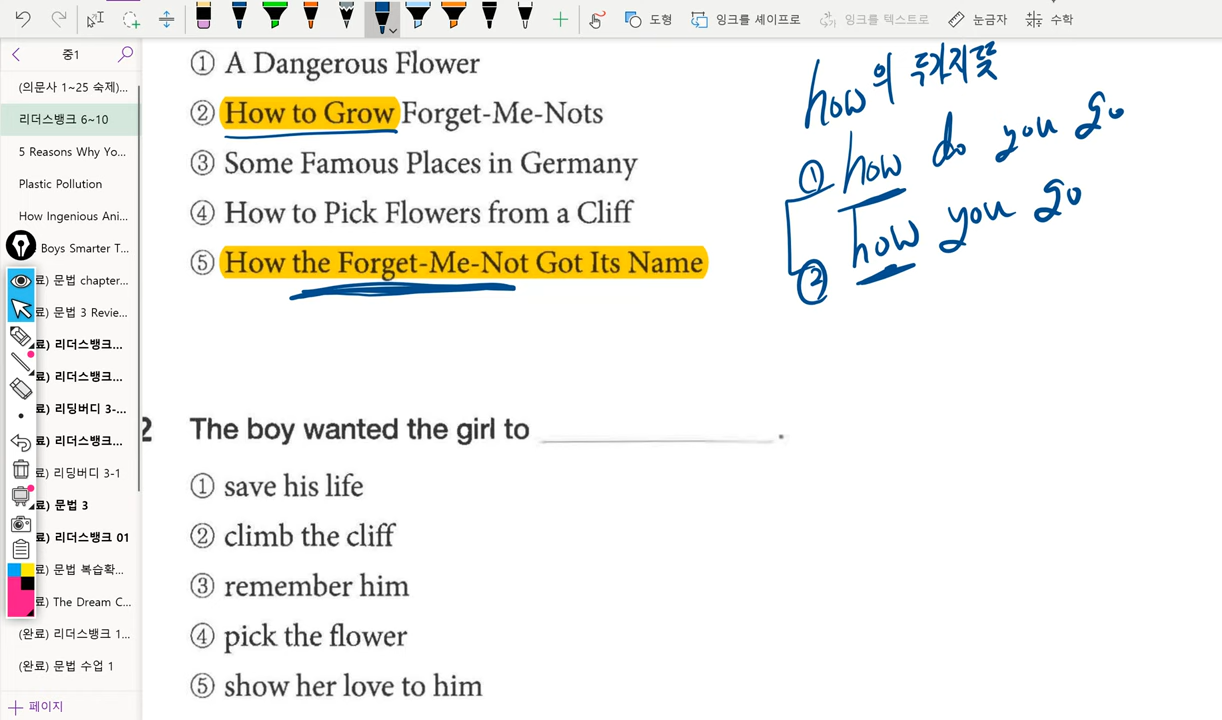 도형
잉크를 셰이프로
잉크를 텍스트로
눈금자
수학
중1
(의문사 1~25 숙제)...
리더스뱅크 6~10
5 Reasons Why Yo...
Plastic Pollution
How Ingenious Ani...
Boys Smarter T...
료) 문법 chapter...
료) 문법 3 Revie...
료) 리더스뱅크...
료) 리더스뱅크...
료) 리딩버디 3-...
료) 리더스뱅크...
료) 리딩버디 3-1
료) 문법 3
료) 리더스뱅크 01
료) 문법 복습확...
료) The Dream C...
(완료) 리더스뱅크 1...
(완료) 문법 수업 1
페이지
① A Dangerous Flower
② How to Grow Forget-Me-Nots
③ Some Famous Places in Germany
④ How to Pick Flowers from a Cliff
⑤ How the Forget-Me-Not Got Its Name
how의 두가지 뜻
① how do you go
② how you go
2 The boy wanted the girl to ____________.
① save his life
② climb the cliff
③ remember him
④ pick the flower
⑤ show her love to him